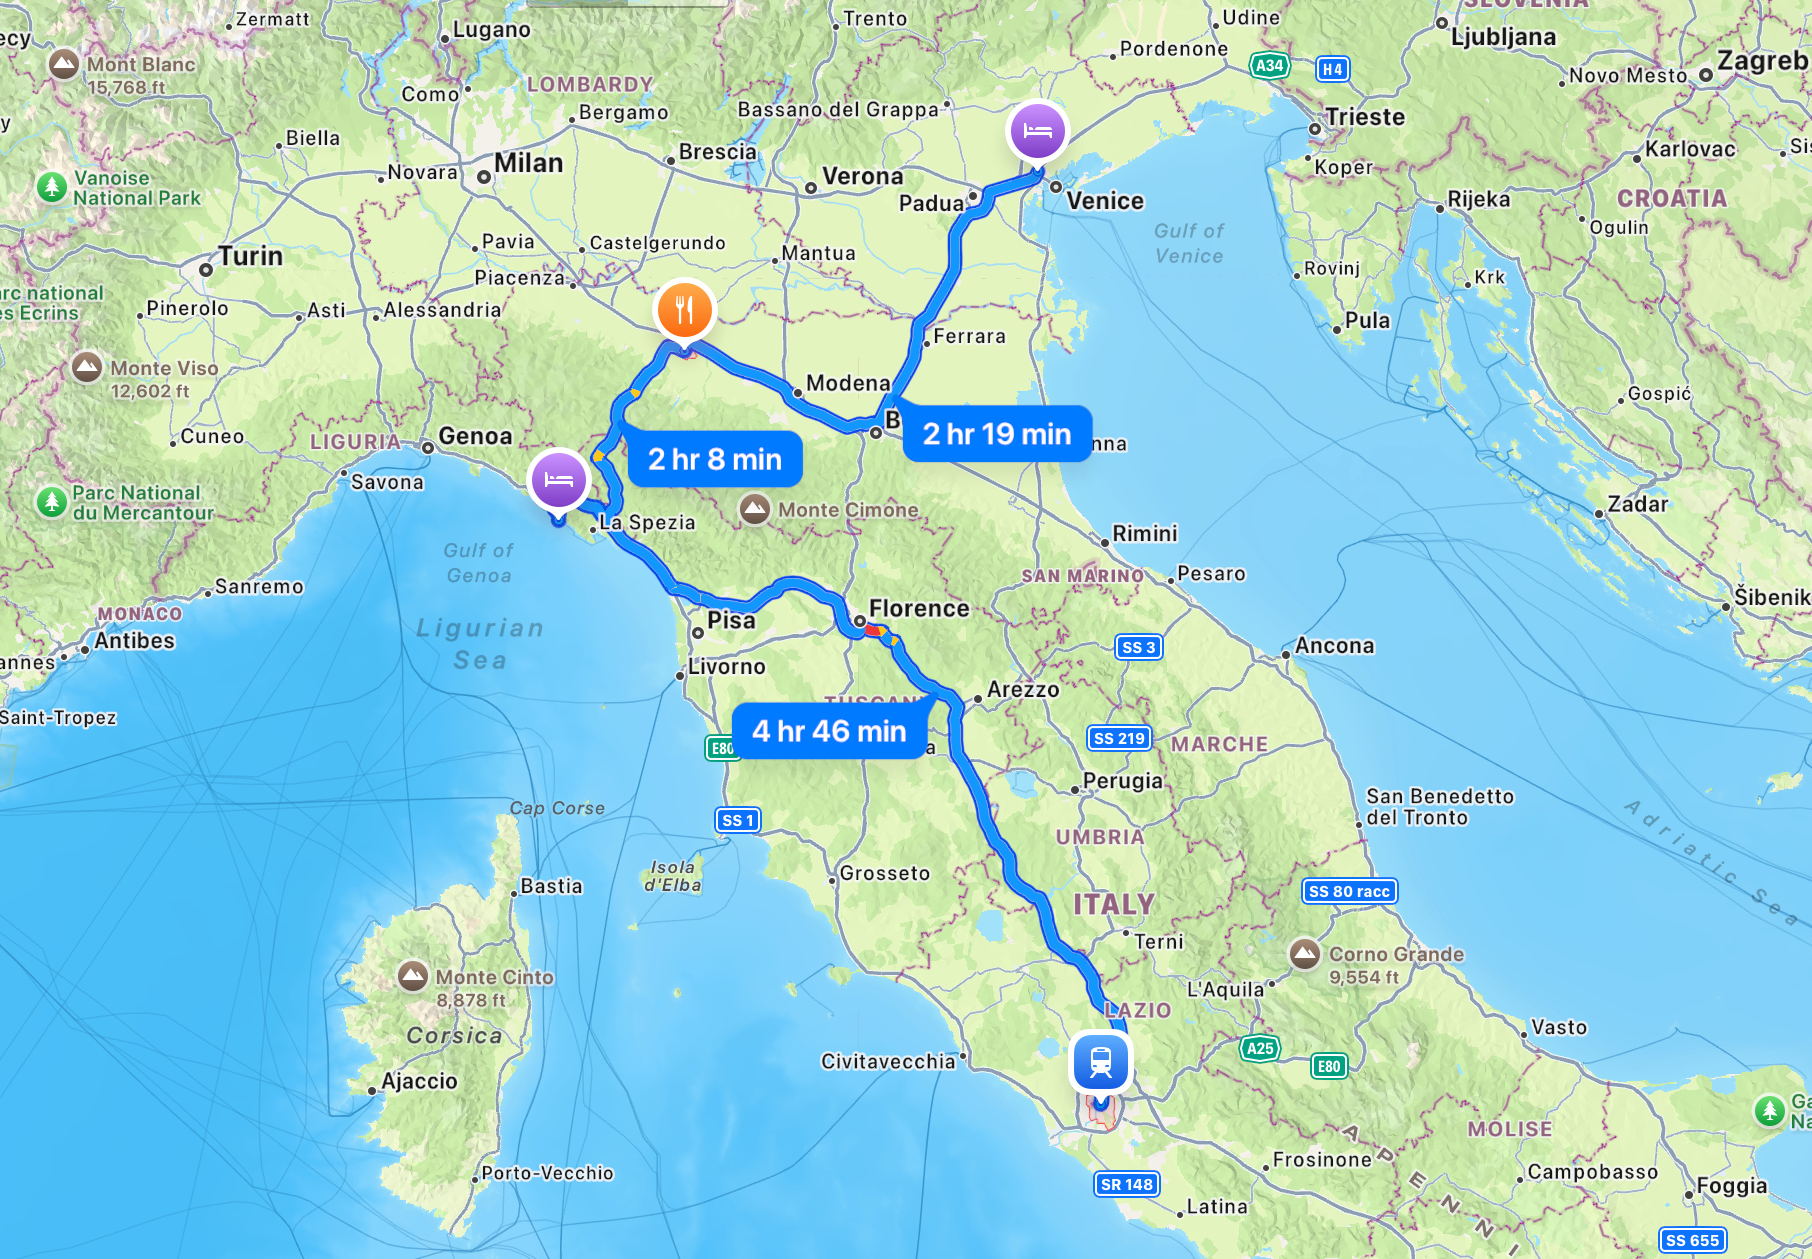 Zermatt
Lugano
Trento
Udine
SLOVENIA
Ljubljana
Zagreb
ecy
Mont Blanc
15,768 ft
Como
LOMBARDY
Bergamo
Bassano del Grappa
Pordenone
A34
H4
Novo Mesto
y
Biella
Milan
Brescia
Verona
Trieste
Koper
Karlovac
Sis
Vanoise
National Park
Novara
Padua
Venice
Rijeka
CROATIA
Ogulin
Turin
Pavia
Castelgerundo
Mantua
Gulf of
Venice
Rovinj
Krk
Piacenza
arc national
es Ecrins
Pinerolo
Asti
Alessandria
Ferrara
Pula
Monte Viso
12,602 ft
Modena
Gospić
Cuneo
LIGURIA
Genoa
B
2 hr 19 min
nna
2 hr 8 min
Savona
Parc National
du Mercantour
La Spezia
Monte Cimone
Rimini
Zadar
Gulf of
Genoa
SAN MARINO
Pesaro
Sanremo
MONACO
Antibes
Ligurian
Sea
Pisa
Florence
Šibenik
annes
Livorno
SS 3
Ancona
Saint-Tropez
TUSCANY
Arezzo
4 hr 46 min
a
E80
SS 219
MARCHE
Perugia
Cap Corse
SS 1
San Benedetto
del Tronto
Adriatic Sea
UMBRIA
Isola
d'Elba
Bastia
Grosseto
SS 80 racc
ITALY
Terni
Corno Grande
9,554 ft
Monte Cinto
8,878 ft
L'Aquila
LAZIO
Corsica
Vasto
Civitavecchia
A25
E80
Ajaccio
Ga
Na
MOLISE
APENNI
Porto-Vecchio
Frosinone
Campobasso
SR 148
Foggia
Latina
SS 655